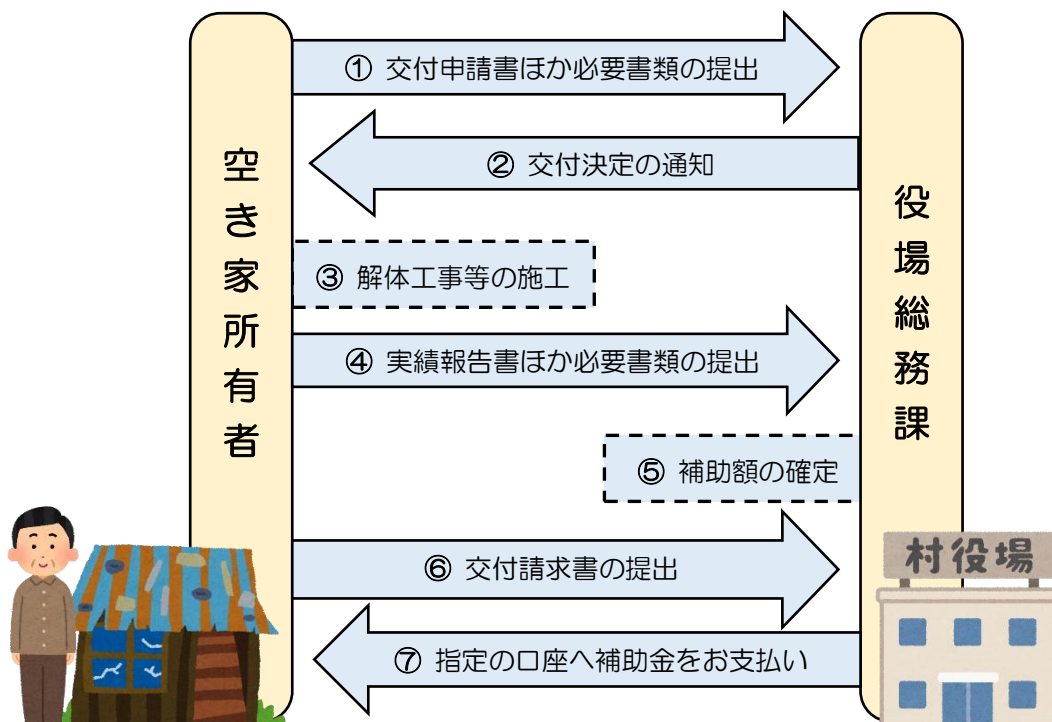 空き家所有者
① 交付申請書ほか必要書類の提出
② 交付決定の通知
③ 解体工事等の施工
④ 実績報告書ほか必要書類の提出
⑤ 補助額の確定
⑥ 交付請求書の提出
⑦ 指定の口座へ補助金をお支払い
役場総務課
村役場